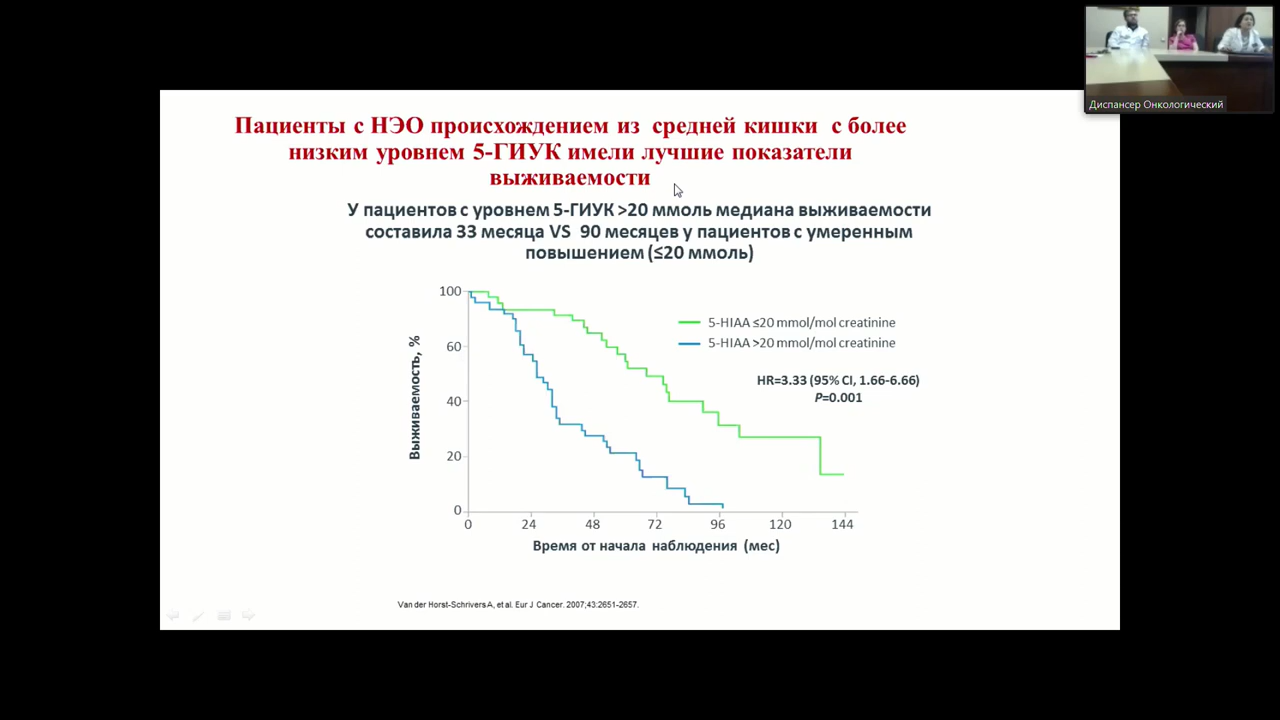 Диспансер Онкологический
Пациенты с НЭО происхождением из средней кишки с более
низким уровнем 5-ГИУК имели лучшие показатели
выживаемости
У пациентов с уровнем 5-ГИУК >20 ммоль медиана выживаемости
составила 33 месяца VS 90 месяцев у пациентов с умеренным
повышением (≤20 ммоль)
100
60
40
20
0
Выживаемость, %
5-HIAA ≤20 mmol/mol creatinine
5-HIAA >20 mmol/mol creatinine
HR=3.33 (95% CI, 1.66-6.66)
P=0.001
0 24 48 72 96 120 144
Время от начала наблюдения (мес)
Van der Horst-Schrivers A, et al. Eur J Cancer. 2007;43:2651-2657.